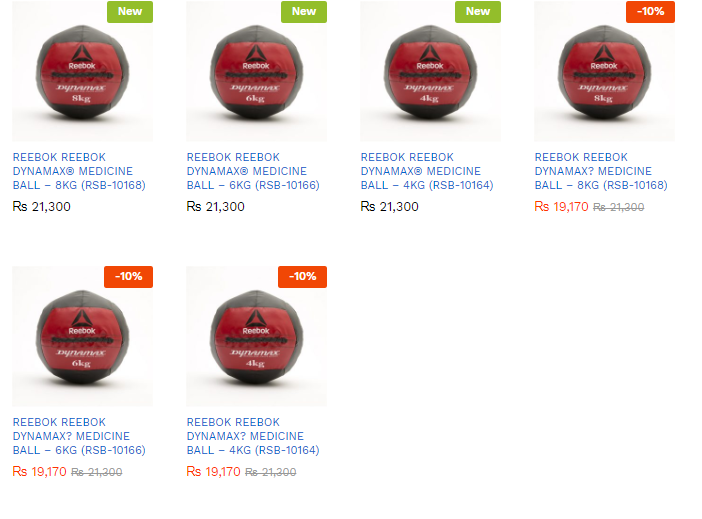 New
New
New
-10%
Reebok
DYNAMAX
8kg
Reebok
DYNAMAX
6kg
Reebok
DYNAMAX
4kg
Reebok
DYNAMAX
8kg
REEBOK REEBOK
DYNAMAX® MEDICINE
BALL – 8KG (RSB-10168)
₨ 21,300
REEBOK REEBOK
DYNAMAX® MEDICINE
BALL – 6KG (RSB-10166)
₨ 21,300
REEBOK REEBOK
DYNAMAX® MEDICINE
BALL – 4KG (RSB-10164)
₨ 21,300
REEBOK REEBOK
DYNAMAX? MEDICINE
BALL – 8KG (RSB-10168)
₨ 19,170 ₨ 21,300
-10%
-10%
Reebok
DYNAMAX
6kg
Reebok
DYNAMAX
4kg
REEBOK REEBOK
DYNAMAX? MEDICINE
BALL – 6KG (RSB-10166)
₨ 19,170 ₨ 21,300
REEBOK REEBOK
DYNAMAX? MEDICINE
BALL – 4KG (RSB-10164)
₨ 19,170 ₨ 21,300